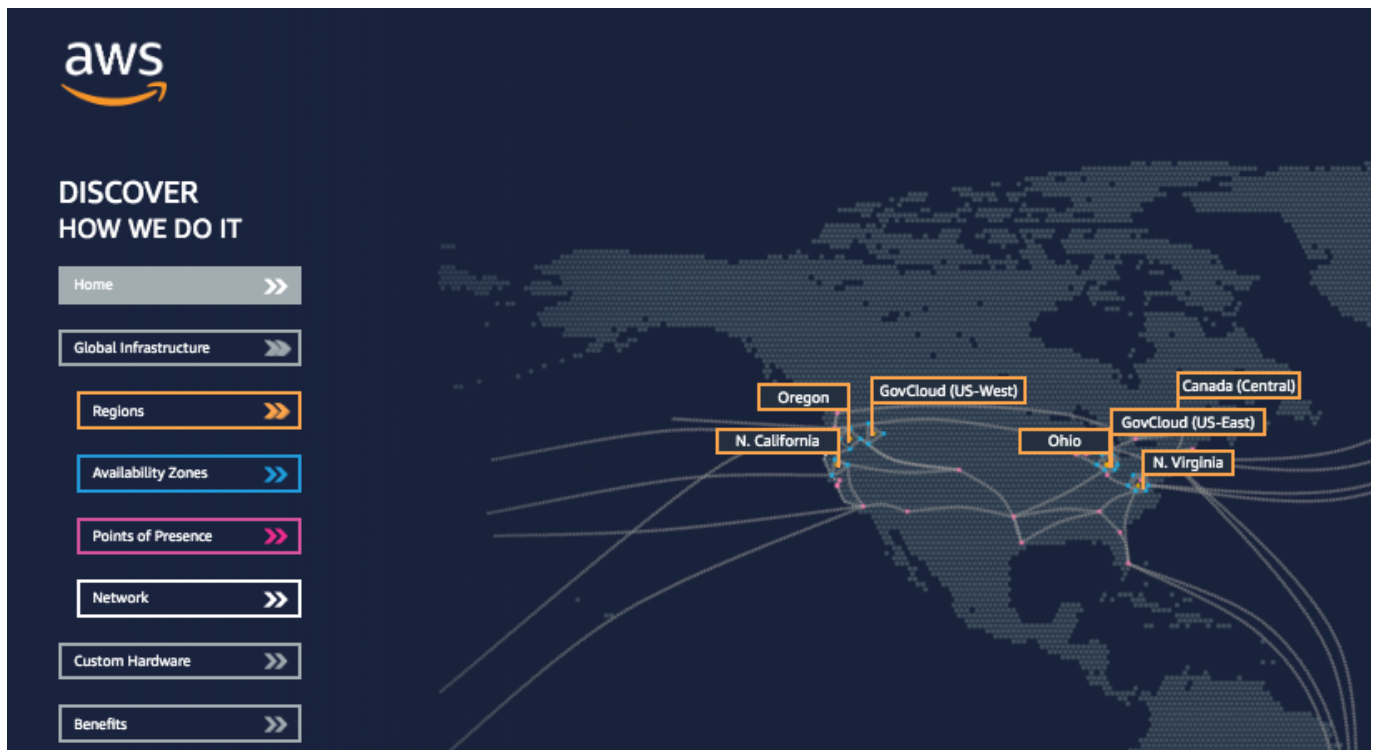 aws
DISCOVER
HOW WE DO IT
Home
Global Infrastructure
Regions
Availability Zones
Points of Presence
Network
Custom Hardware
Benefits
Canada (Central)
Oregon
GovCloud (US-West)
GovCloud (US-East)
N. California
Ohio
N. Virginia